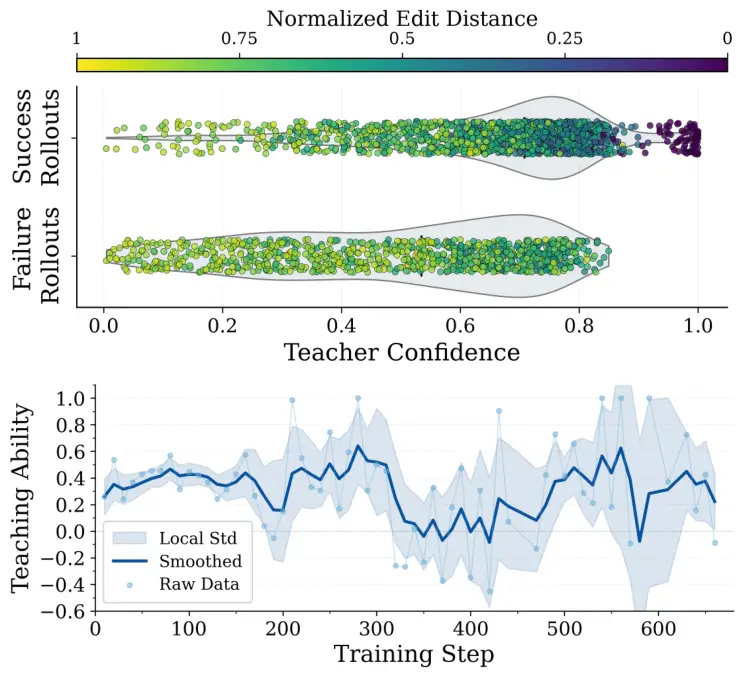 Normalized Edit Distance
1 0.75 0.5 0.25 0
Success
Rollouts
Failure
Rollouts
0.0 0.2 0.4 0.6 0.8 1.0
Teacher Confidence
Teaching Ability
1.0
0.8
0.6
0.4
0.2
0.0
−0.2
−0.4
−0.6
Local Std
Smoothed
Raw Data
0 100 200 300 400 500 600
Training Step